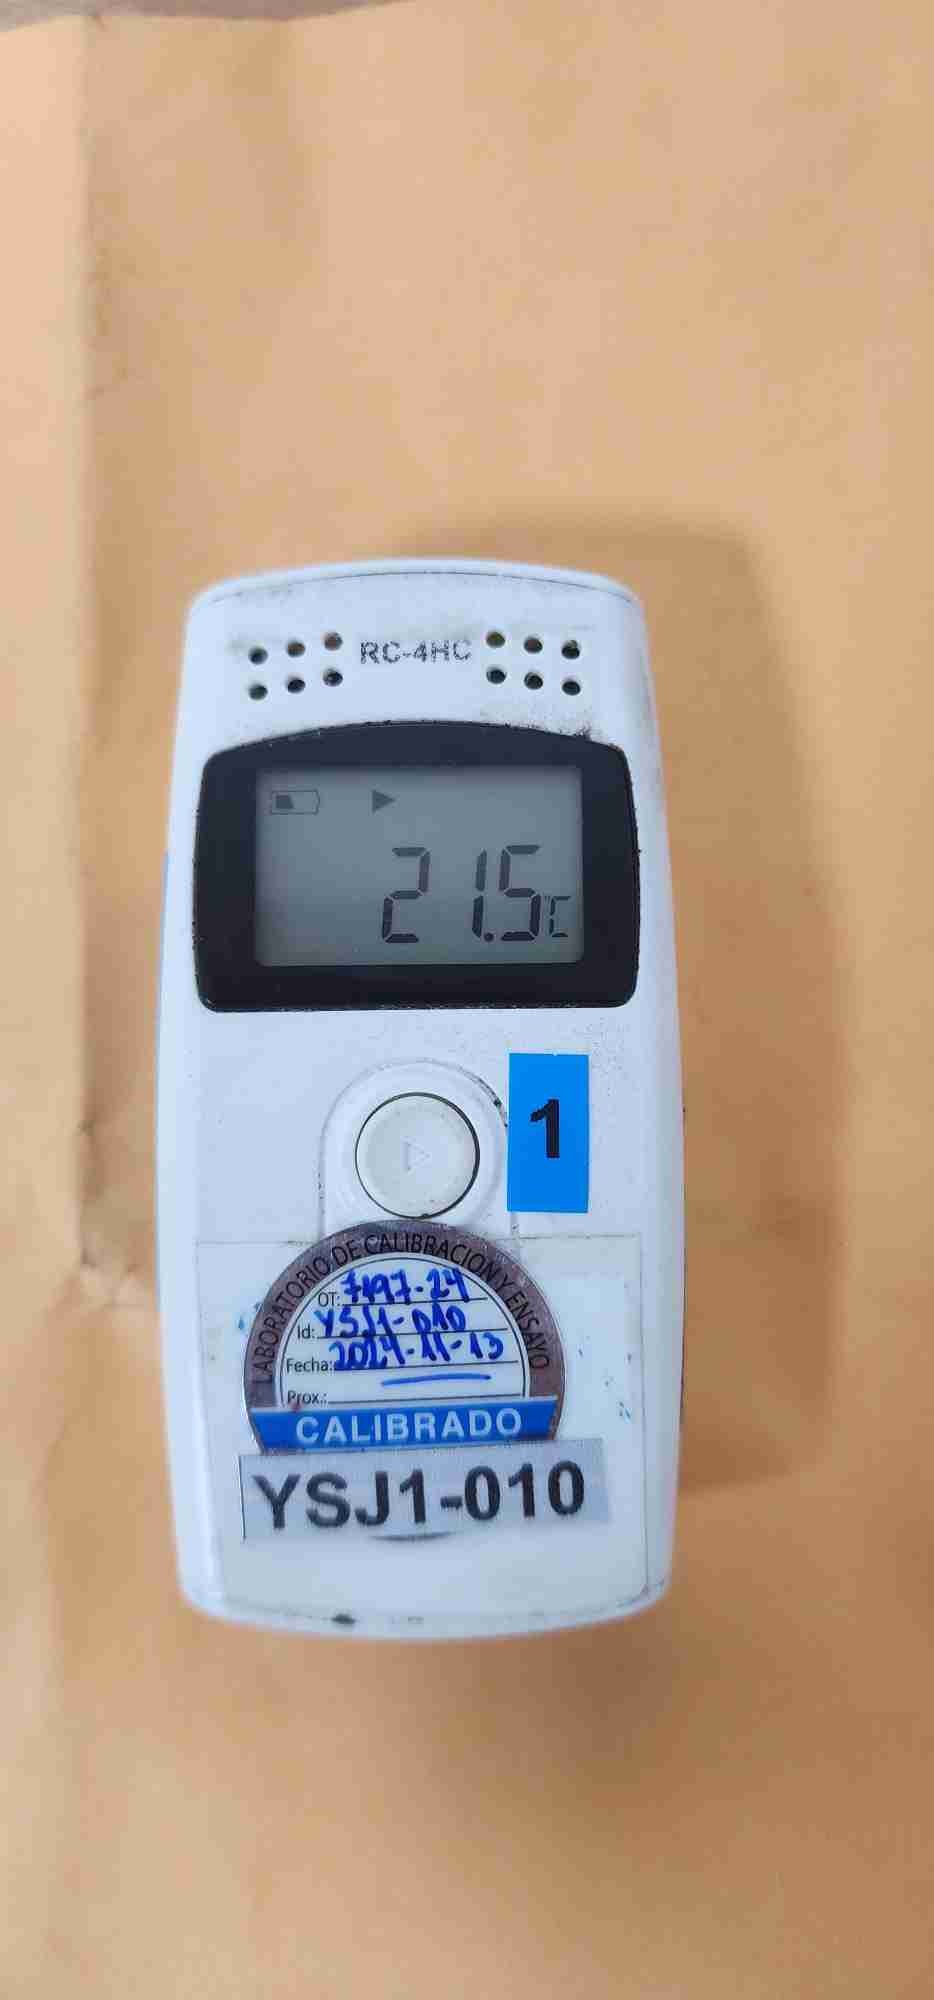 RC-4HC
21.5°C
1
LABORATORIO DE CALIBRACION Y ENSAYO
OT: 7197-24
Id: YSJ1-010
Fecha: 2024-11-13
Prox.:
CALIBRADO
YSJ1-010